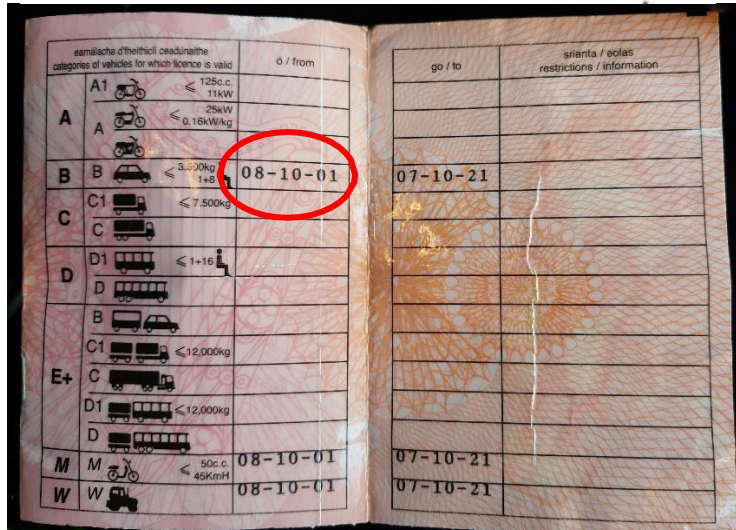 earnálacha d'fheithiclí ceadúnaithe
categories of vehicles for which licence is valid
ó / from
go / to
srianta / eolas
restrictions / information
A
A1 ⩽ 125c.c.
11kW
A ⩽ 25kW
0.16kW/kg
B B ⩽ 3,500kg
1+8
08-10-01 07-10-21
C
C1 ⩽ 7.500kg
C
D
D1 ⩽ 1+16
D
E+
B
C1 ⩽12,000kg
C
D1 ⩽12,000kg
D
M M ⩽ 50c.c.
45KmH
08-10-01 07-10-21
W W 08-10-01 07-10-21